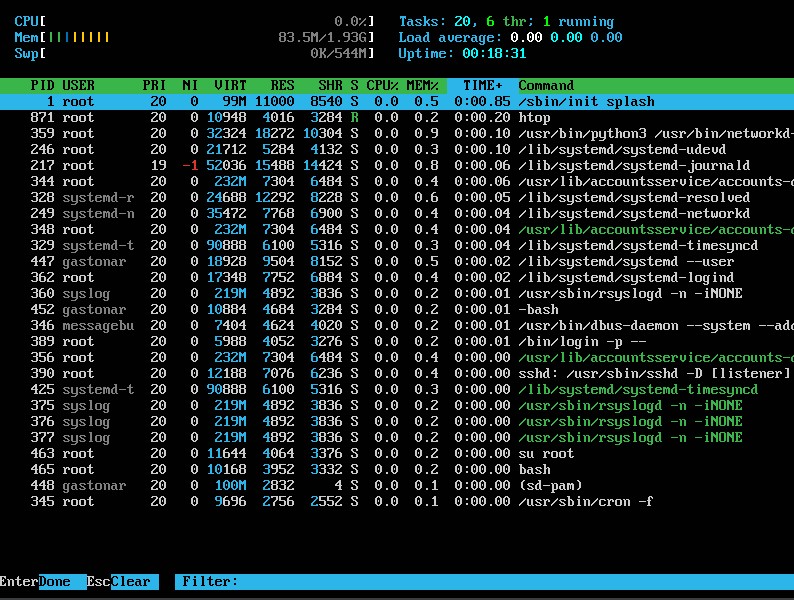 CPU[ 0.0%] Tasks: 20, 6 thr; 1 running
Mem[|||||||| 83.5M/1.93G] Load average: 0.00 0.00 0.00
Swp[ 0K/544M] Uptime: 00:18:31
PID USER PRI NI VIRT RES SHR S CPU% MEM% TIME+ Command
1 root 20 0 99M 11000 8540 S 0.0 0.5 0:00.85 /sbin/init splash
871 root 20 0 10948 4016 3284 R 0.0 0.2 0:00.20 htop
359 root 20 0 32324 18272 10304 S 0.0 0.9 0:00.10 /usr/bin/python3 /usr/bin/networkd-
246 root 20 0 21712 5284 4132 S 0.0 0.3 0:00.10 /lib/systemd/systemd-udevd
217 root 19 -1 52036 15488 14424 S 0.0 0.8 0:00.06 /lib/systemd/systemd-journald
344 root 20 0 232M 7304 6484 S 0.0 0.4 0:00.06 /usr/lib/accountsservice/accounts-d
328 systemd-r 20 0 24688 12292 8228 S 0.0 0.6 0:00.05 /lib/systemd/systemd-resolved
249 systemd-n 20 0 35472 7768 6900 S 0.0 0.4 0:00.04 /lib/systemd/systemd-networkd
348 root 20 0 232M 7304 6484 S 0.0 0.4 0:00.04 /usr/lib/accountsservice/accounts-d
329 systemd-t 20 0 90888 6100 5316 S 0.0 0.3 0:00.04 /lib/systemd/systemd-timesyncd
447 gastonar 20 0 18928 9504 8152 S 0.0 0.5 0:00.02 /lib/systemd/systemd --user
362 root 20 0 17348 7752 6884 S 0.0 0.4 0:00.02 /lib/systemd/systemd-logind
360 syslog 20 0 219M 4892 3836 S 0.0 0.2 0:00.01 /usr/sbin/rsyslogd -n -iNONE
452 gastonar 20 0 10884 4684 3284 S 0.0 0.2 0:00.01 -bash
346 messagebu 20 0 7404 4624 4020 S 0.0 0.2 0:00.01 /usr/bin/dbus-daemon --system --add
389 root 20 0 5988 4052 3276 S 0.0 0.2 0:00.01 /bin/login -p --
356 root 20 0 232M 7304 6484 S 0.0 0.4 0:00.00 /usr/lib/accountsservice/accounts-d
390 root 20 0 12188 7076 6236 S 0.0 0.4 0:00.00 sshd: /usr/sbin/sshd -D [listener]
425 systemd-t 20 0 90888 6100 5316 S 0.0 0.3 0:00.00 /lib/systemd/systemd-timesyncd
375 syslog 20 0 219M 4892 3836 S 0.0 0.2 0:00.00 /usr/sbin/rsyslogd -n -iNONE
376 syslog 20 0 219M 4892 3836 S 0.0 0.2 0:00.00 /usr/sbin/rsyslogd -n -iNONE
377 syslog 20 0 219M 4892 3836 S 0.0 0.2 0:00.00 /usr/sbin/rsyslogd -n -iNONE
463 root 20 0 11644 4064 3376 S 0.0 0.2 0:00.00 su root
465 root 20 0 10168 3952 3332 S 0.0 0.2 0:00.00 bash
448 gastonar 20 0 100M 2832 4 S 0.0 0.1 0:00.00 (sd-pam)
345 root 20 0 9696 2756 2552 S 0.0 0.1 0:00.00 /usr/sbin/cron -f
EnterDone EscClear Filter: